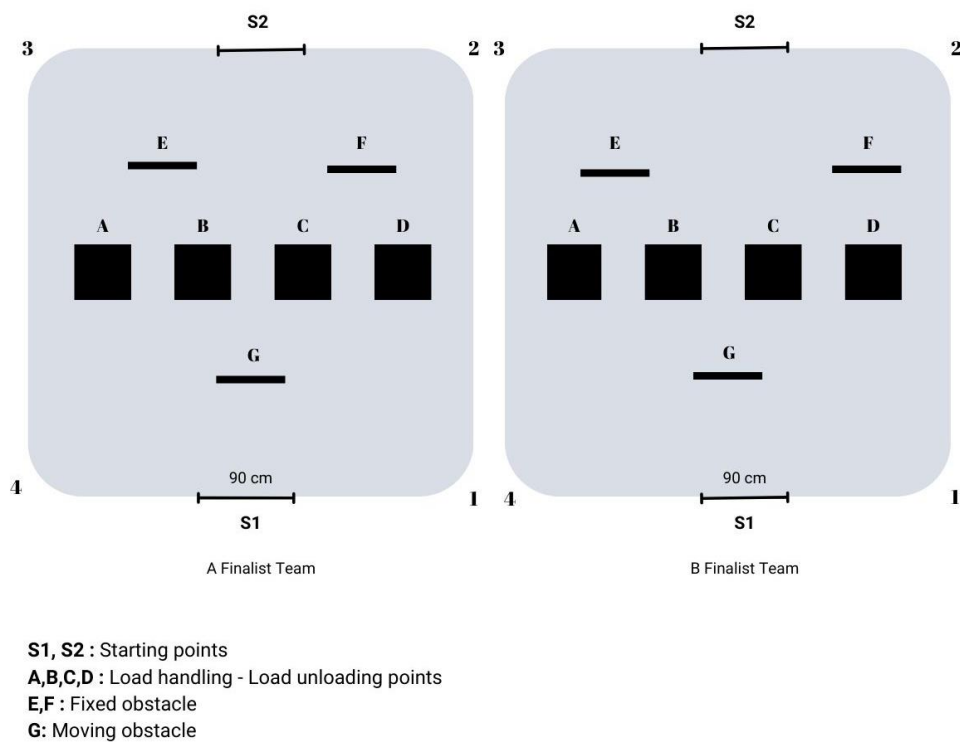 S2
3
2
E
F
A
B
C
D
G
4
90 cm
1
S1
A Finalist Team
S2
3
2
E
F
A
B
C
D
G
4
90 cm
1
S1
B Finalist Team
S1, S2 : Starting points
A,B,C,D : Load handling - Load unloading points
E,F : Fixed obstacle
G: Moving obstacle